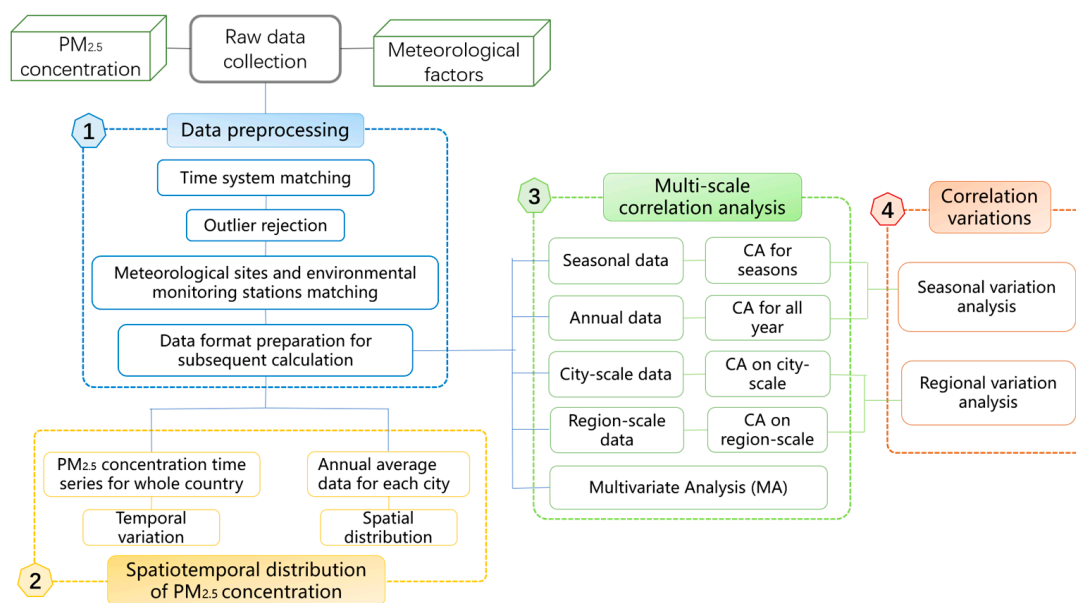 PM2.5
concentration
Raw data
collection
Meteorological
factors
1
Data preprocessing
Time system matching
Outlier rejection
Meteorological sites and environmental
monitoring stations matching
Data format preparation for
subsequent calculation
PM2.5 concentration time
series for whole country
Annual average
data for each city
Temporal
variation
Spatial
distribution
2
Spatiotemporal distribution
of PM2.5 concentration
3
Multi-scale
correlation analysis
Seasonal data
CA for
seasons
Annual data
CA for all
year
City-scale data
CA on city-
scale
Region-scale
data
CA on
region-scale
Multivariate Analysis (MA)
4
Correlation
variations
Seasonal variation
analysis
Regional variation
analysis